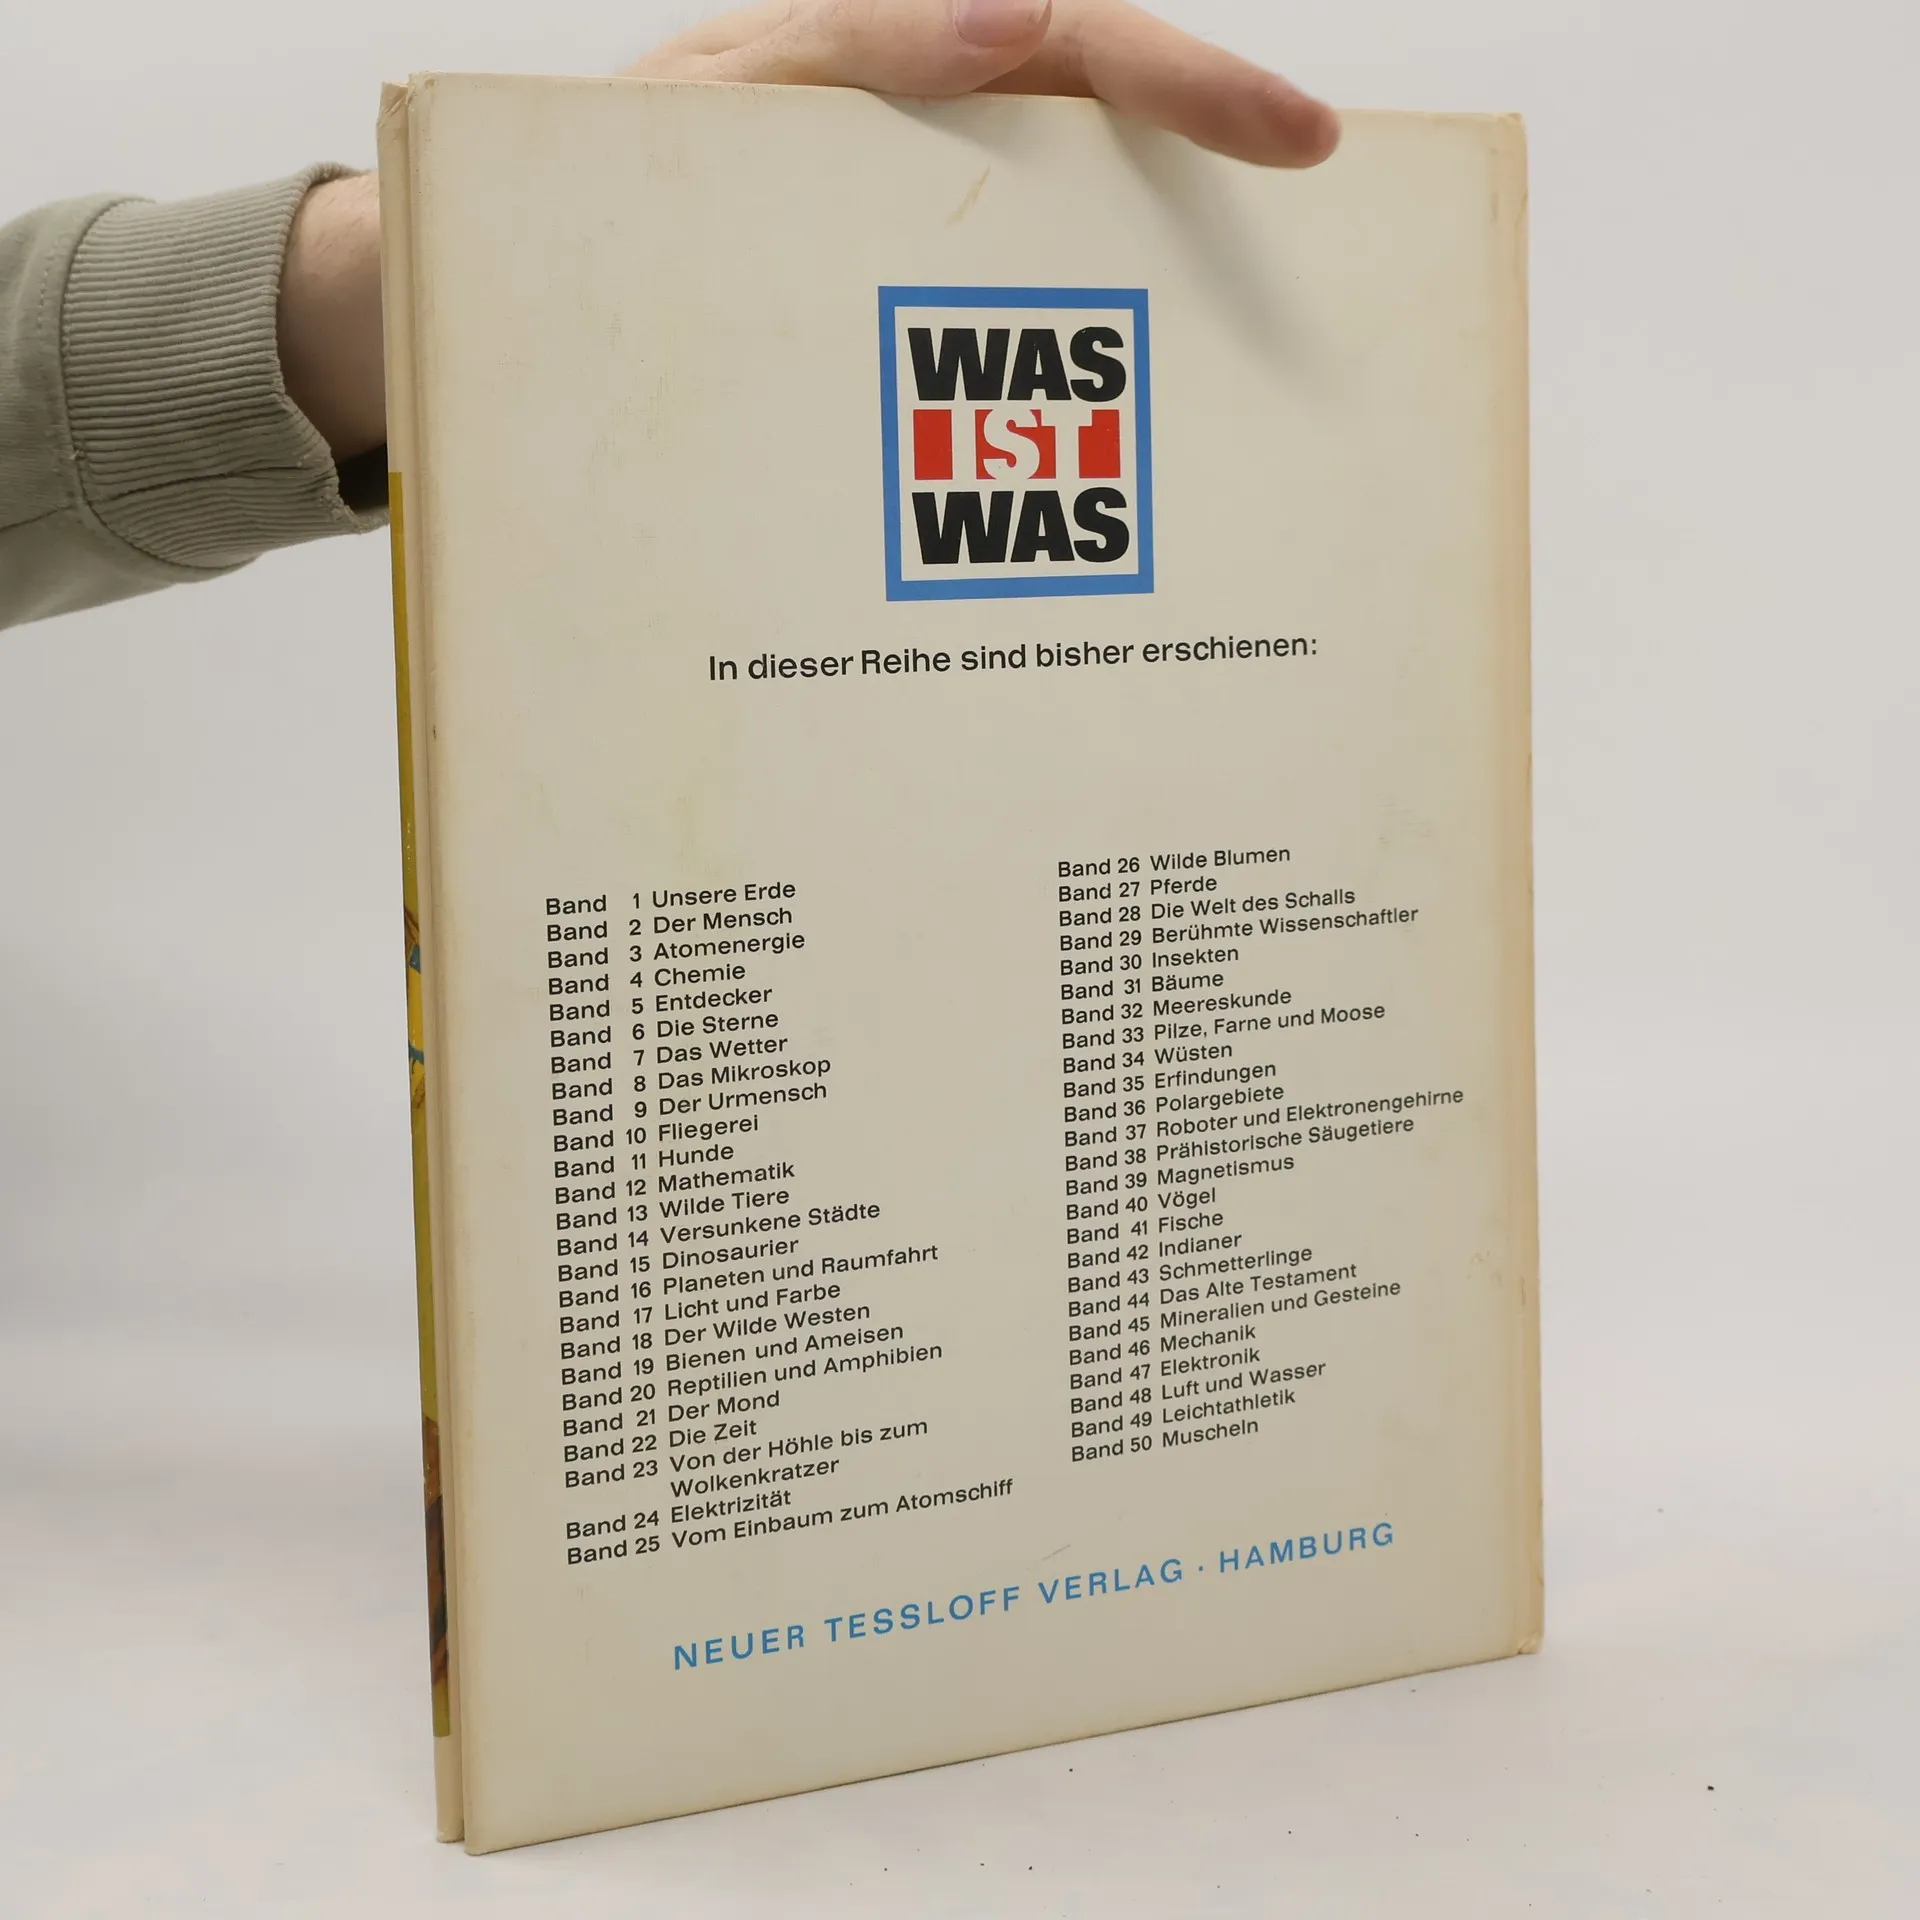 WAS
IST
WAS
In dieser Reihe sind bisher erschienen:
Band 1 Unsere Erde
Band 2 Der Mensch
Band 3 Atomenergie
Band 4 Chemie
Band 5 Entdecker
Band 6 Die Sterne
Band 7 Das Wetter
Band 8 Das Mikroskop
Band 9 Der Urmensch
Band 10 Fliegerei
Band 11 Hunde
Band 12 Mathematik
Band 13 Wilde Tiere
Band 14 Versunkene Städte
Band 15 Dinosaurier
Band 16 Planeten und Raumfahrt
Band 17 Licht und Farbe
Band 18 Der Wilde Westen
Band 19 Bienen und Ameisen
Band 20 Reptilien und Amphibien
Band 21 Der Mond
Band 22 Die Zeit
Band 23 Von der Höhle bis zum
Wolkenkratzer
Band 24 Elektrizität
Band 25 Vom Einbaum zum Atomschiff
Band 26 Wilde Blumen
Band 27 Pferde
Band 28 Die Welt des Schalls
Band 29 Berühmte Wissenschaftler
Band 30 Insekten
Band 31 Bäume
Band 32 Meereskunde
Band 33 Pilze, Farne und Moose
Band 34 Wüsten
Band 35 Erfindungen
Band 36 Polargebiete
Band 37 Roboter und Elektronengehirne
Band 38 Prähistorische Säugetiere
Band 39 Magnetismus
Band 40 Vögel
Band 41 Fische
Band 42 Indianer
Band 43 Schmetterlinge
Band 44 Das Alte Testament
Band 45 Mineralien und Gesteine
Band 46 Mechanik
Band 47 Elektronik
Band 48 Luft und Wasser
Band 49 Leichtathletik
Band 50 Muscheln
NEUER TESSLOFF VERLAG · HAMBURG